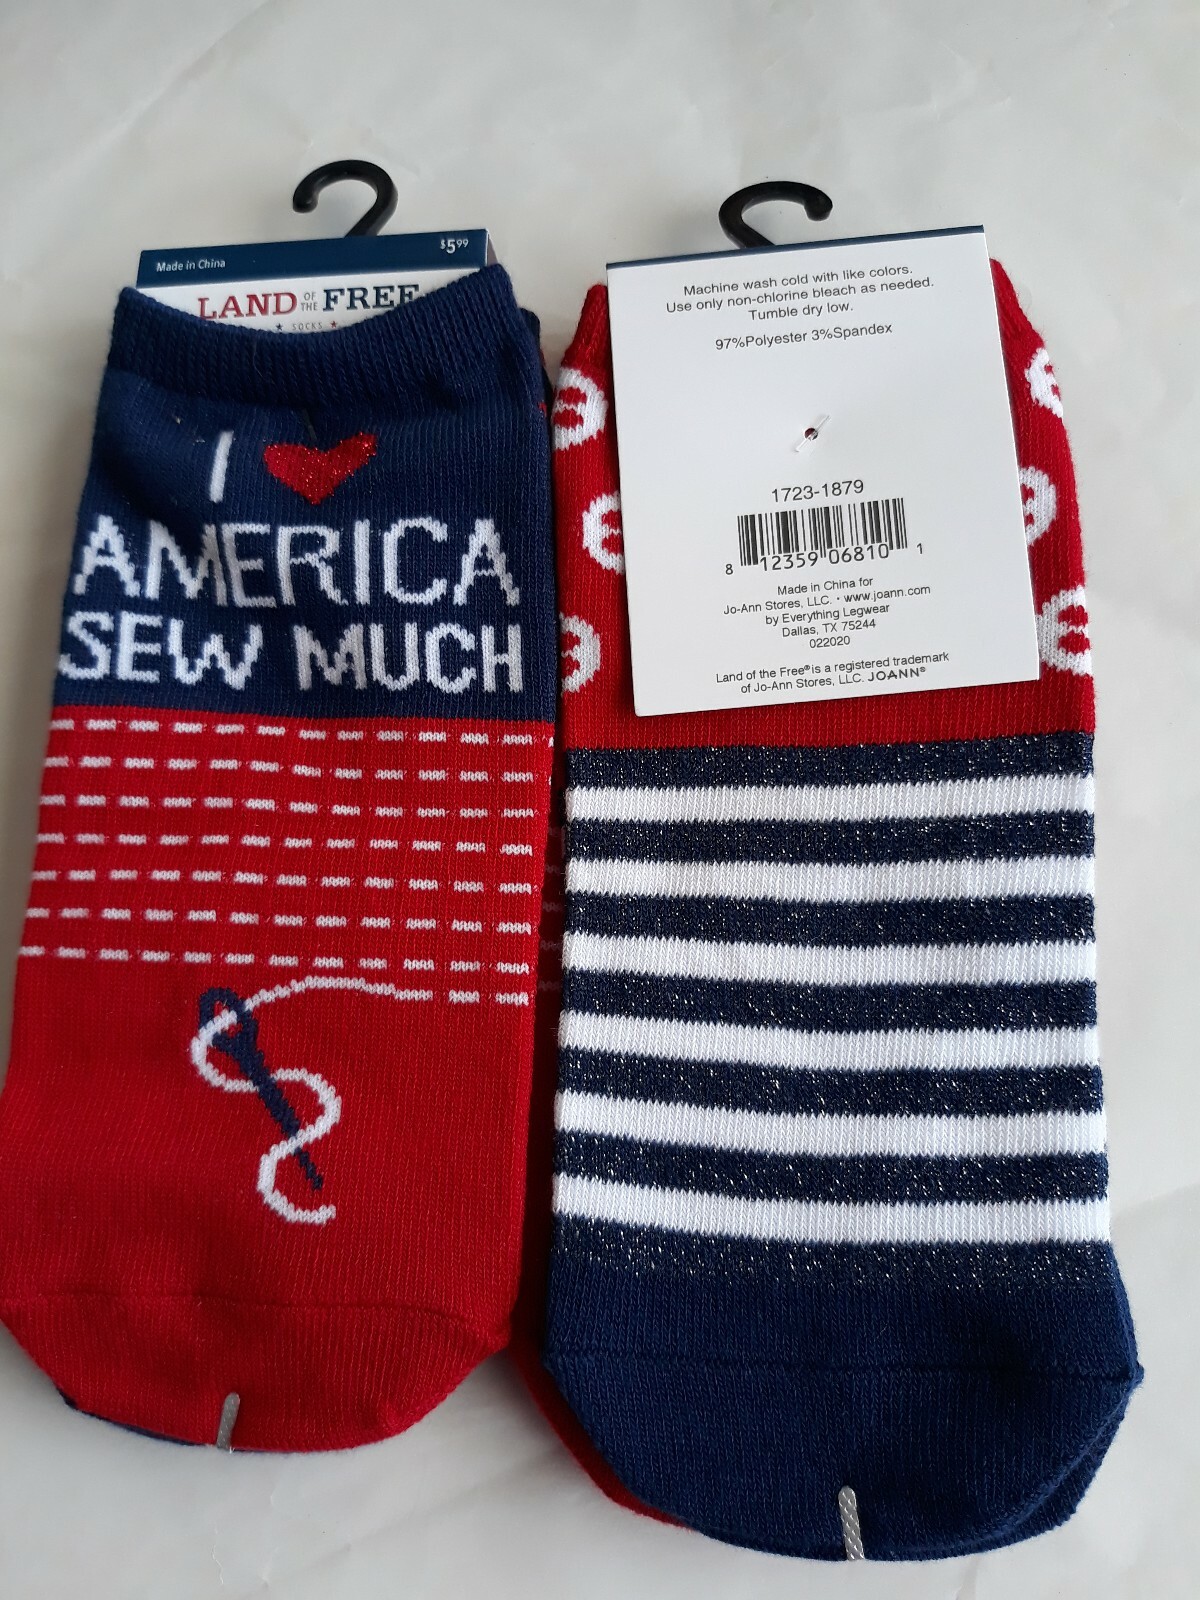 $5.99
Made in China
LAND OF THE FREE
★ SOCKS ★
I ♥
AMERICA
SEW MUCH
Machine wash cold with like colors.
Use only non-chlorine bleach as needed.
Tumble dry low.
97%Polyester 3%Spandex
1723-1879
8 12359 06810 1
Made in China for
Jo-Ann Stores, LLC. • www.joann.com
by Everything Legwear
Dallas, TX 75244
022020
Land of the Free® is a registered trademark
of Jo-Ann Stores, LLC. JOANN®